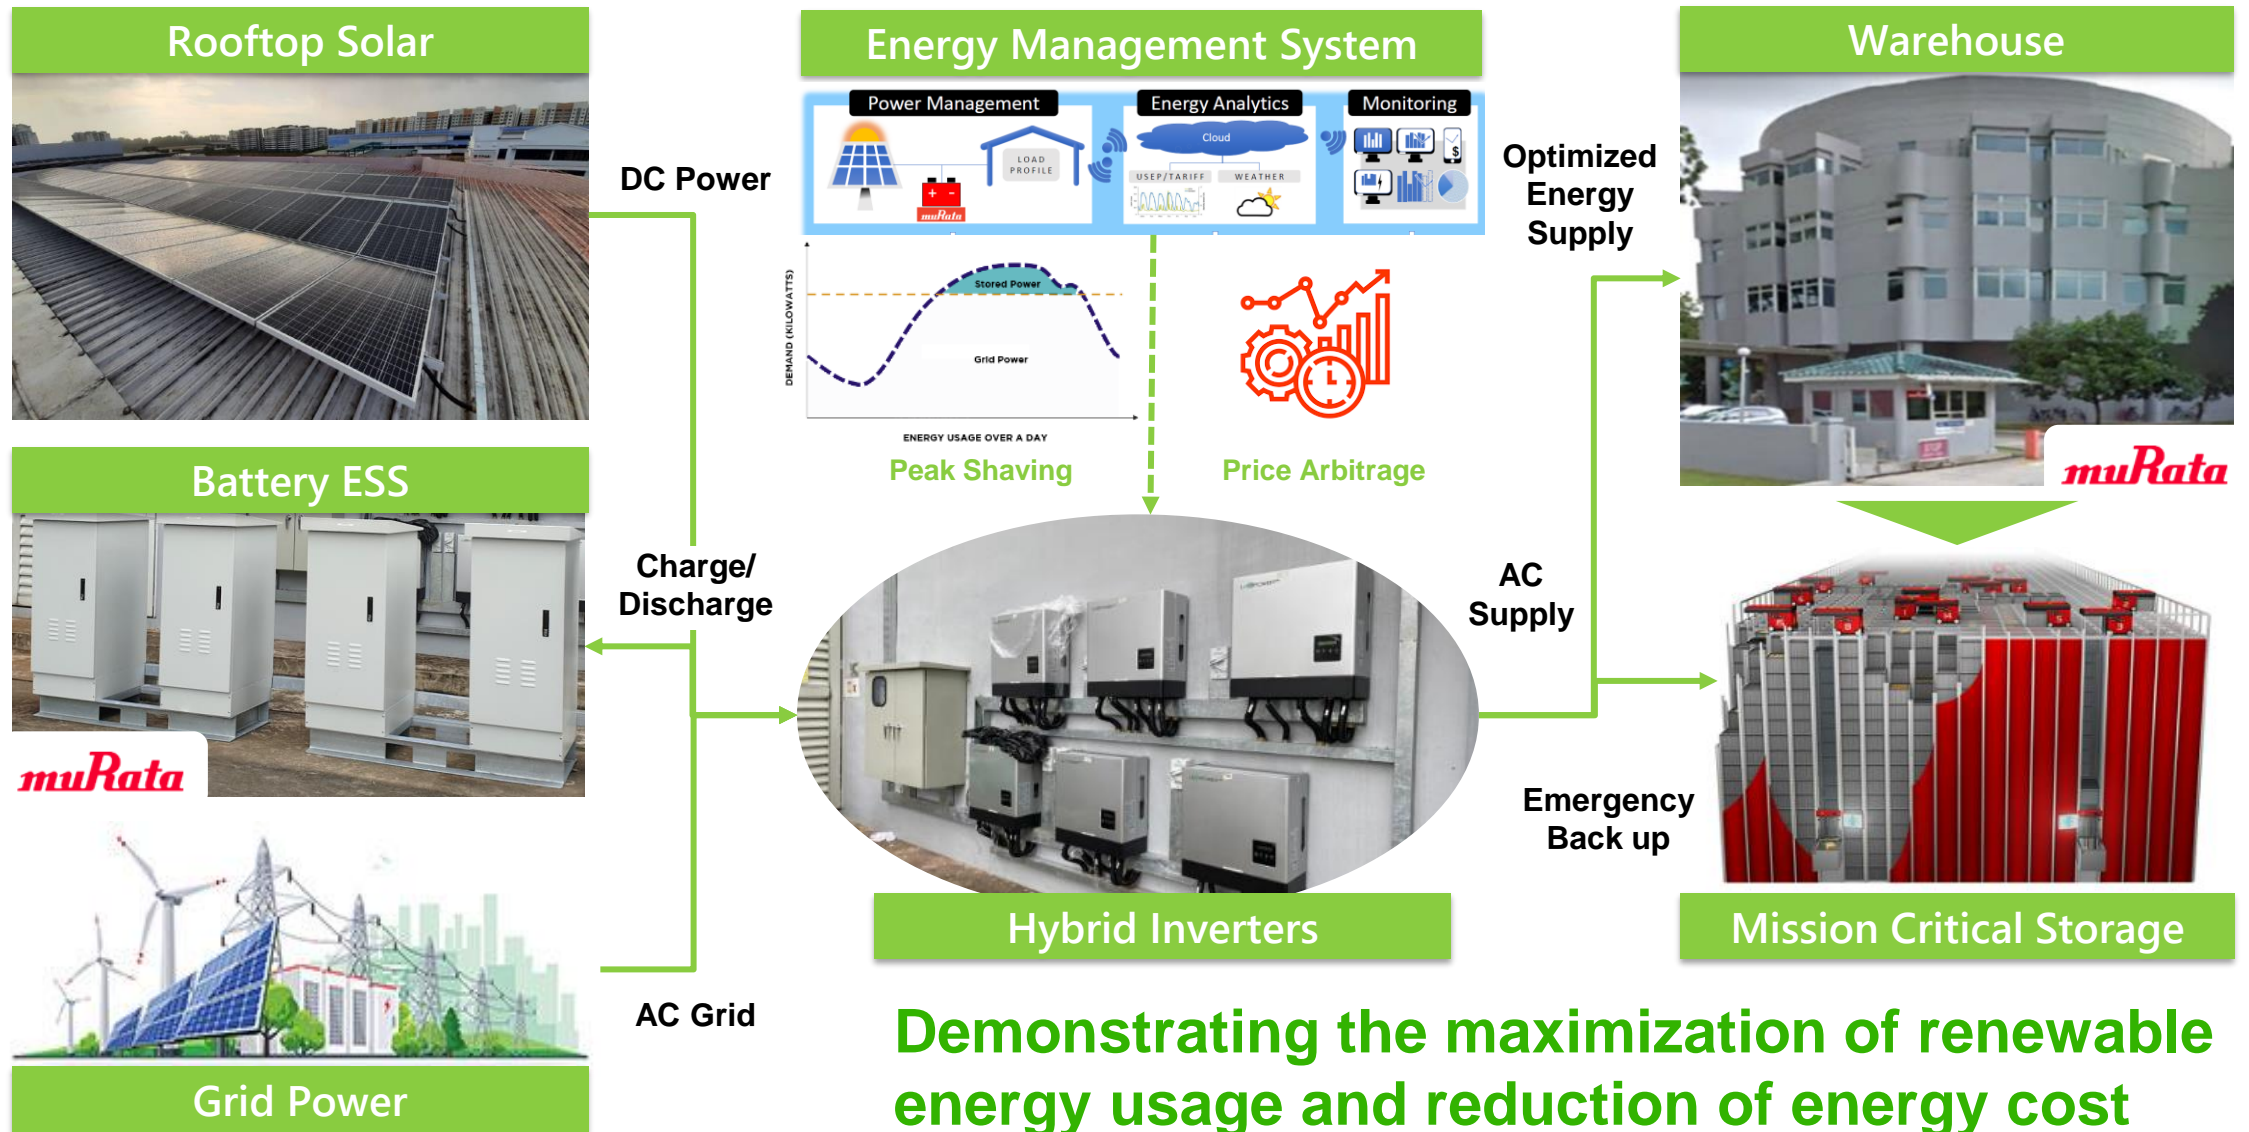 Rooftop Solar
DC Power
Battery ESS
muRata
Charge/
Discharge
AC Grid
Grid Power
Energy Management System
Power Management
Energy Analytics
Monitoring
LOAD
PROFILE
+ -
muRata
Cloud
USEP/TARIFF
WEATHER
$
DEMAND (KILOWATTS)
Stored Power
Grid Power
ENERGY USAGE OVER A DAY
Peak Shaving
Price Arbitrage
Hybrid Inverters
Optimized
Energy
Supply
AC
Supply
Emergency
Back up
Warehouse
muRata
Mission Critical Storage
Demonstrating the maximization of renewable
energy usage and reduction of energy cost